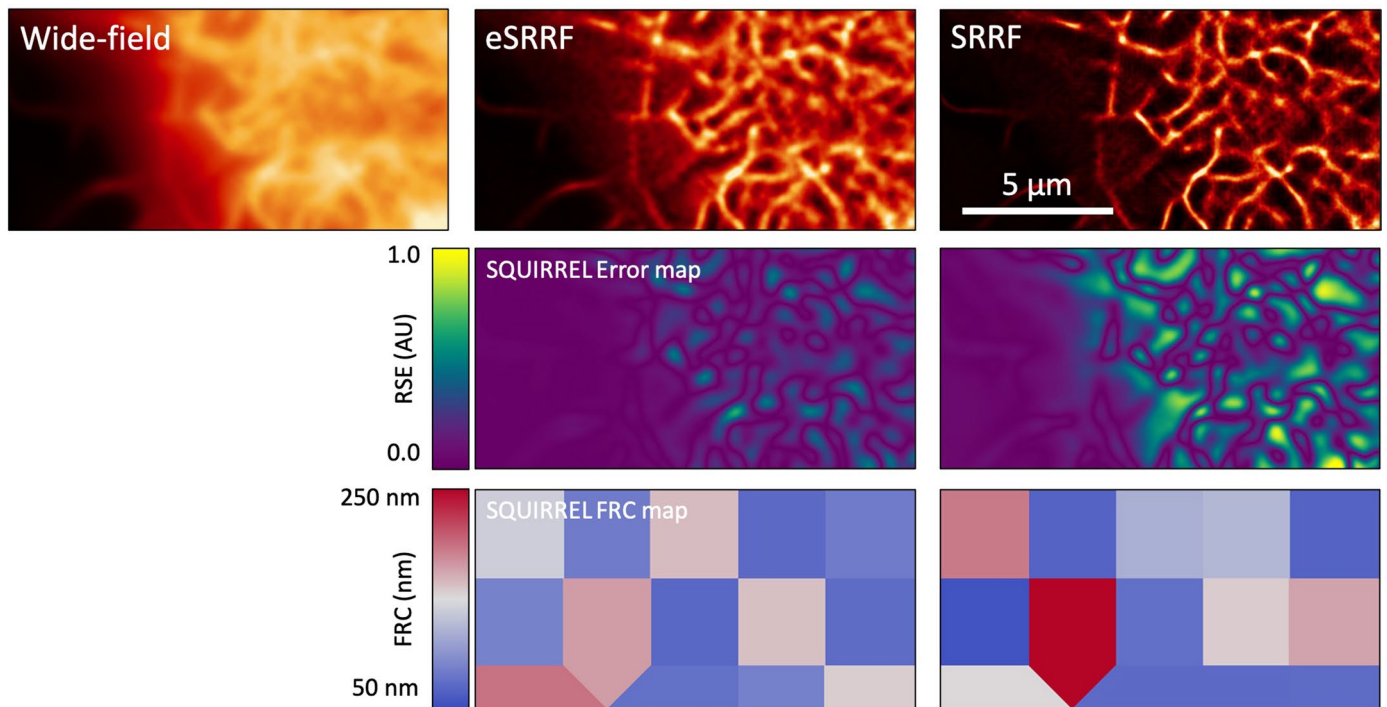 Wide-field
eSRRF
SRRF
5 µm
1.0
RSE (AU)
0.0
SQUIRREL Error map
250 nm
FRC (nm)
50 nm
SQUIRREL FRC map